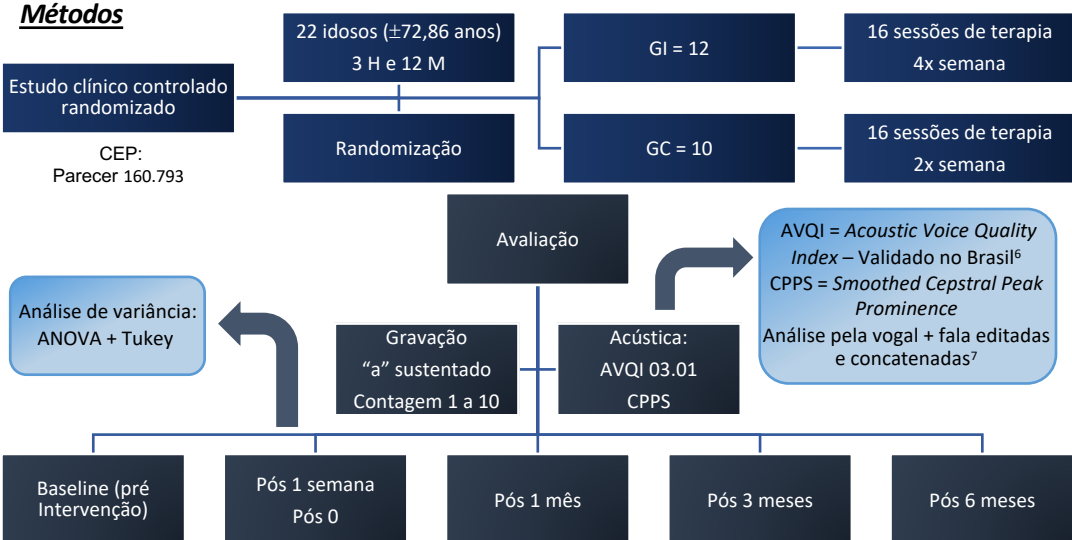 Métodos
Estudo clínico controlado
randomizado
CEP:
Parecer 160.793
22 idosos (±72,86 anos)
3 H e 12 M
Randomização
GI = 12
16 sessões de terapia
4x semana
GC = 10
16 sessões de terapia
2x semana
Avaliação
AVQI = Acoustic Voice Quality
Index – Validado no Brasil⁶
CPPS = Smoothed Cepstral Peak
Prominence
Análise pela vogal + fala editadas
e concatenadas⁷
Análise de variância:
ANOVA + Tukey
Gravação
“a” sustentado
Contagem 1 a 10
Acústica:
AVQI 03.01
CPPS
Baseline (pré
Intervenção)
Pós 1 semana
Pós 0
Pós 1 mês
Pós 3 meses
Pós 6 meses